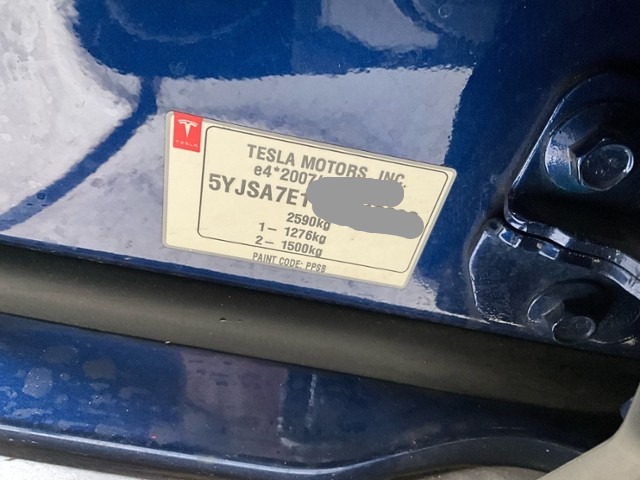 TESLA
TESLA MOTORS, INC.
e4*2007/
5YJSA7E1
2590kg
1- 1276kg
2- 1500kg
PAINT CODE: PPSB